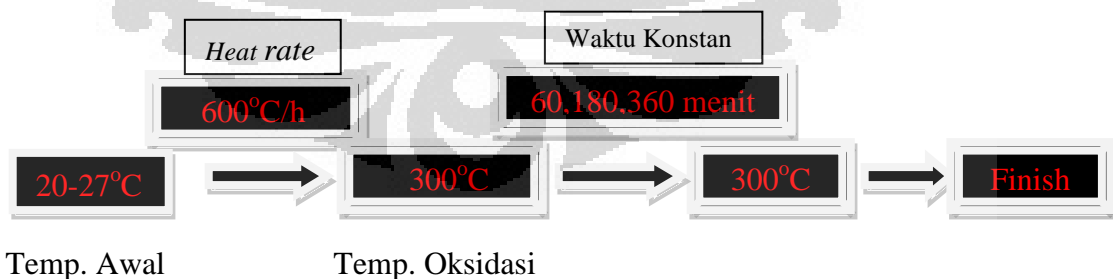 Heat rate
Waktu Konstan
600°C/h
60,180,360 menit
20-27°C
300°C
300°C
Finish
Temp. Awal
Temp. Oksidasi